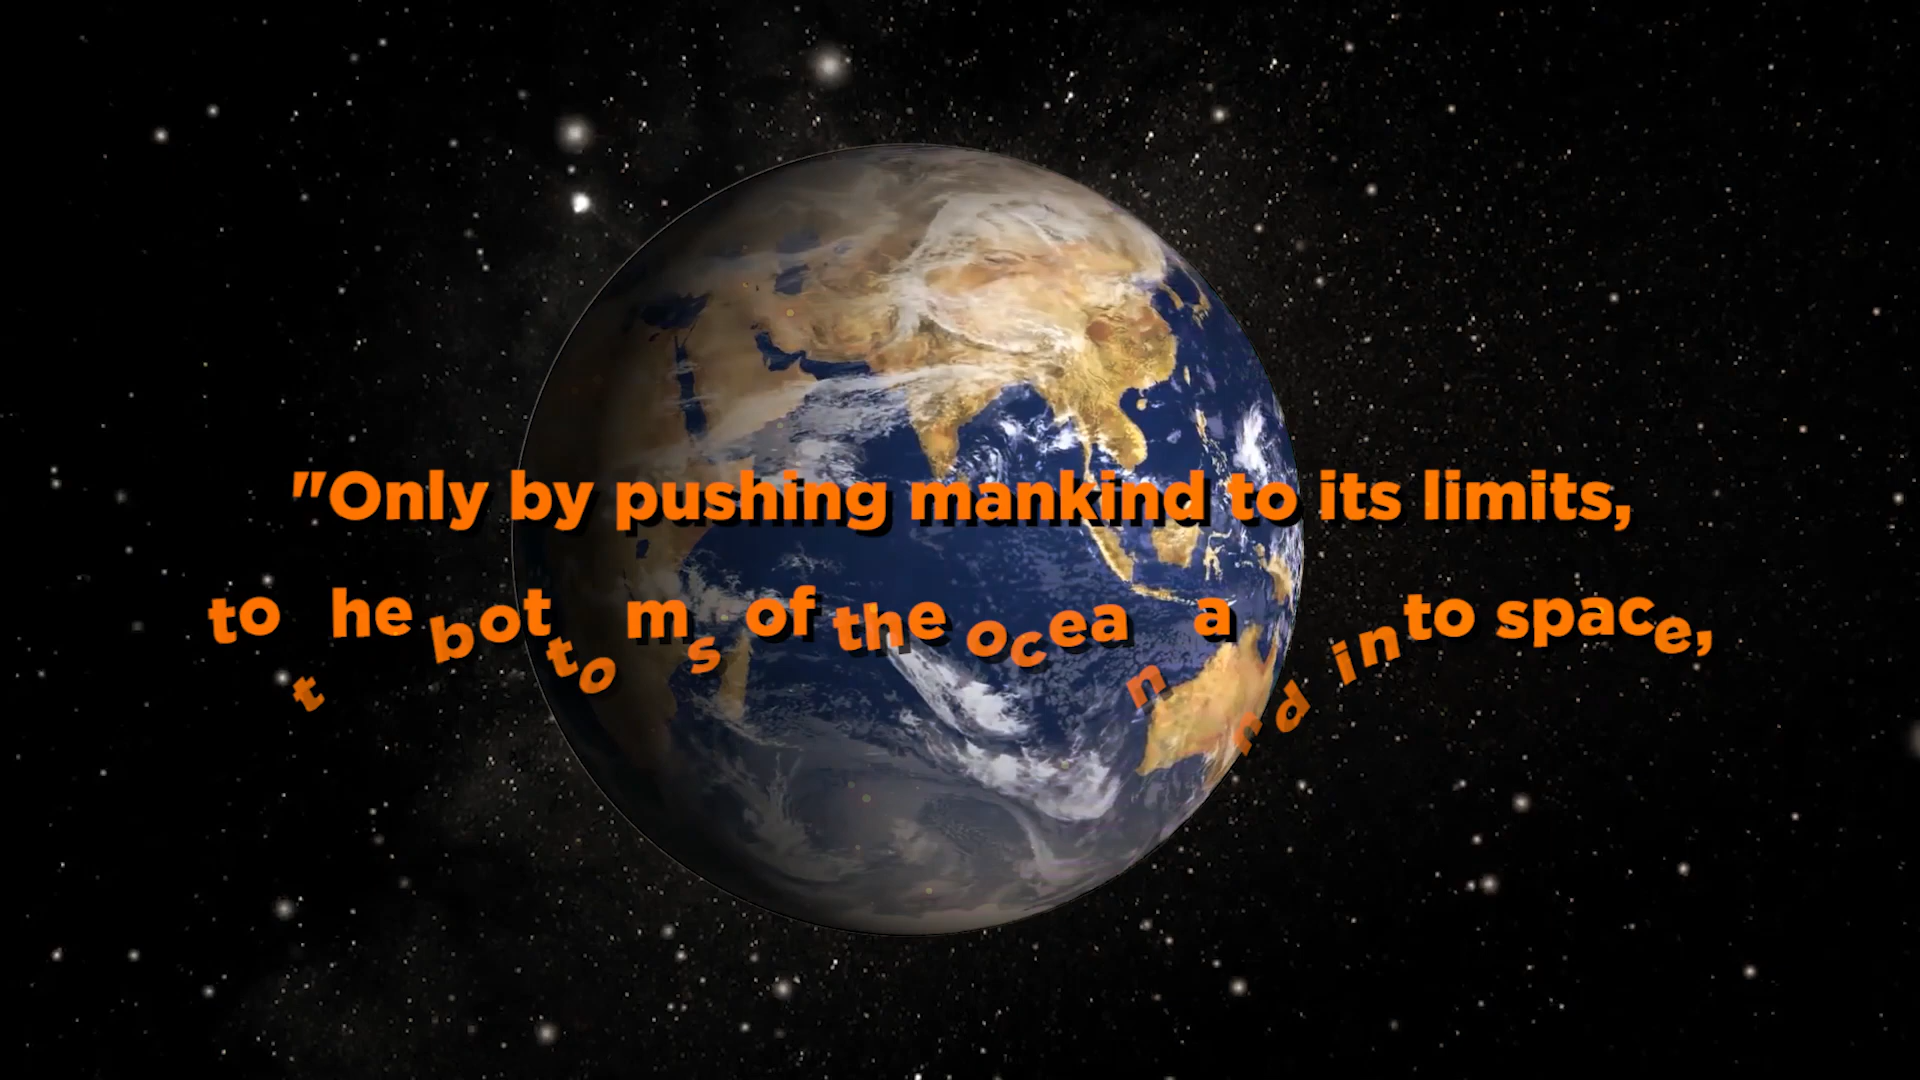 "Only by pushing mankind to its limits,
to the bottoms of the ocean and into space,